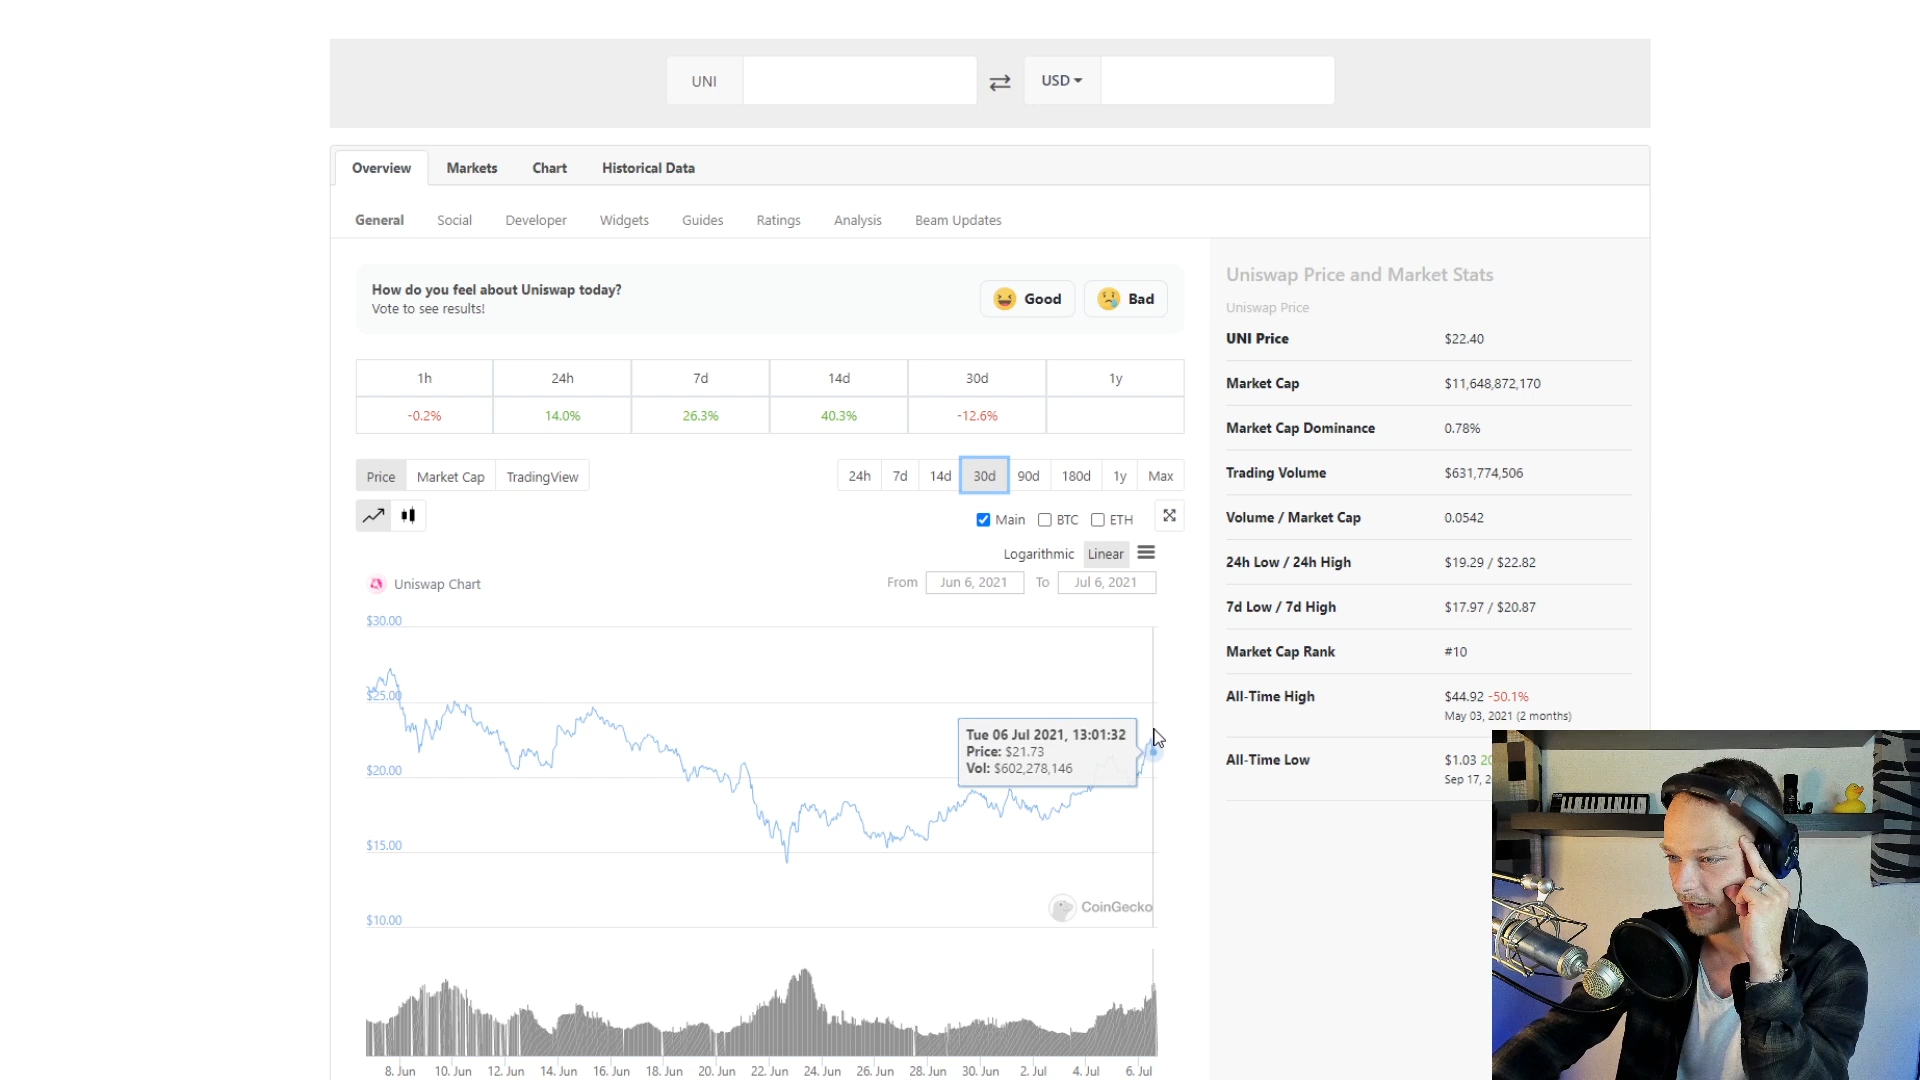 UNI
USD
Overview Markets Chart Historical Data
General Social Developer Widgets Guides Ratings Analysis Beam Updates
How do you feel about Uniswap today?
Vote to see results!
Good
Bad
1h 24h 7d 14d 30d 1y
-0.2% 14.0% 26.3% 40.3% -12.6%
Price Market Cap TradingView
24h 7d 14d 30d 90d 180d 1y Max
Main BTC ETH
Logarithmic Linear
Uniswap Chart
From Jun 6, 2021 To Jul 6, 2021
$30.00
$25.00
$20.00
$15.00
$10.00
Tue 06 Jul 2021, 13:01:32
Price: $21.73
Vol: $602,278,146
CoinGecko
8. Jun 10. Jun 12. Jun 14. Jun 16. Jun 18. Jun 20. Jun 22. Jun 24. Jun 26. Jun 28. Jun 30. Jun 2. Jul 4. Jul 6. Jul
Uniswap Price and Market Stats
Uniswap Price
UNI Price $22.40
Market Cap $11,648,872,170
Market Cap Dominance 0.78%
Trading Volume $631,774,506
Volume / Market Cap 0.0542
24h Low / 24h High $19.29 / $22.82
7d Low / 7d High $17.97 / $20.87
Market Cap Rank #10
All-Time High $44.92 -50.1%
May 03, 2021 (2 months)
All-Time Low $1.03
Sep 17,